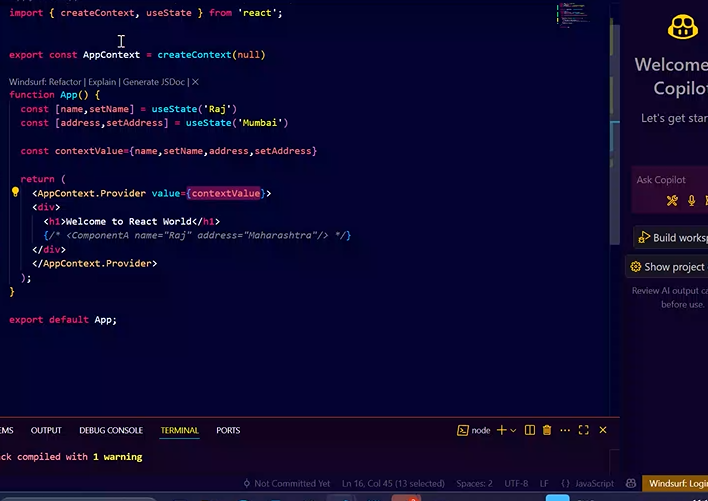 import { createContext, useState } from 'react';
export const AppContext = createContext(null)
Windsurf: Refactor | Explain | Generate JSDoc | X
function App() {
const [name,setName] = useState('Raj')
const [address,setAddress] = useState('Mumbai')
const contextValue={name,setName,address,setAddress}
return (
<AppContext.Provider value={contextValue}>
<div>
<h1>Welcome to React World</h1>
{/* <ComponentA name="Raj" address="Maharashtra"/> */}
</div>
</AppContext.Provider>
);
}
export default App;
Welcome
Copilot
Let's get star
Ask Copilot
Build worksp
Show project
Review AI output ca
before use.
EMS OUTPUT DEBUG CONSOLE TERMINAL PORTS
node
ck compiled with 1 warning
Not Committed Yet Ln 16, Col 45 (13 selected) Spaces: 2 UTF-8 LF {} JavaScript Windsurf: Login